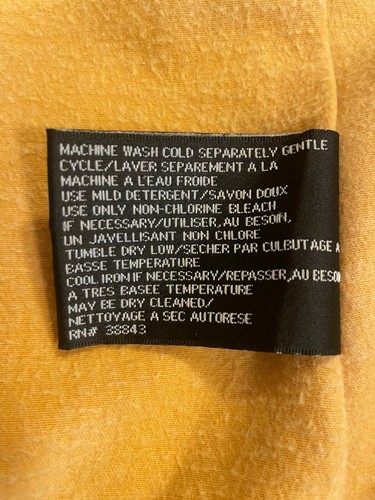 MACHINE WASH COLD SEPARATELY GENTLE
CYCLE/LAVER SEPAREMENT A LA
MACHINE A L'EAU FROIDE
USE MILD DETERGENT/SAVON DOUX
USE ONLY NON-CHLORINE BLEACH
IF NECESSARY/UTILISER, AU BESOIN,
UN JAVELLISANT NON CHLORE
TUMBLE DRY LOW/SECHER PAR CULBUTAGE A
BASSE TEMPERATURE
COOL IRON IF NECESSARY/REPASSER, AU BESOIN
A TRES BASEE TEMPERATURE
MAY BE DRY CLEANED/
NETTOYAGE A SEC AUTORESE
RN# 38843